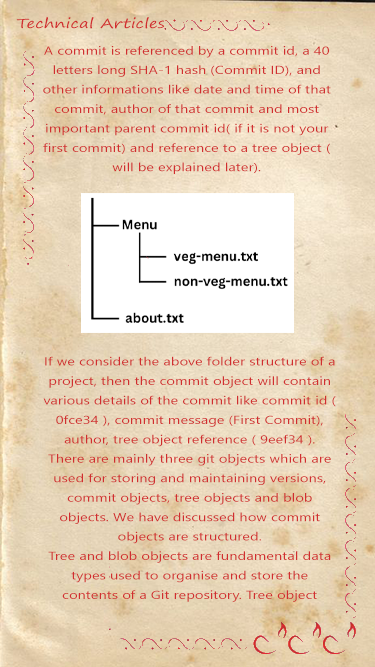 Technical Articles
A commit is referenced by a commit id, a 40
letters long SHA-1 hash (Commit ID), and
other informations like date and time of that
commit, author of that commit and most
important parent commit id( if it is not your
first commit) and reference to a tree object (
will be explained later).
Menu
veg-menu.txt
non-veg-menu.txt
about.txt
If we consider the above folder structure of a
project, then the commit object will contain
various details of the commit like commit id (
0fce34 ), commit message (First Commit),
author, tree object reference ( 9eef34 ).
There are mainly three git objects which are
used for storing and maintaining versions,
commit objects, tree objects and blob
objects. We have discussed how commit
objects are structured.
Tree and blob objects are fundamental data
types used to organise and store the
contents of a Git repository. Tree object